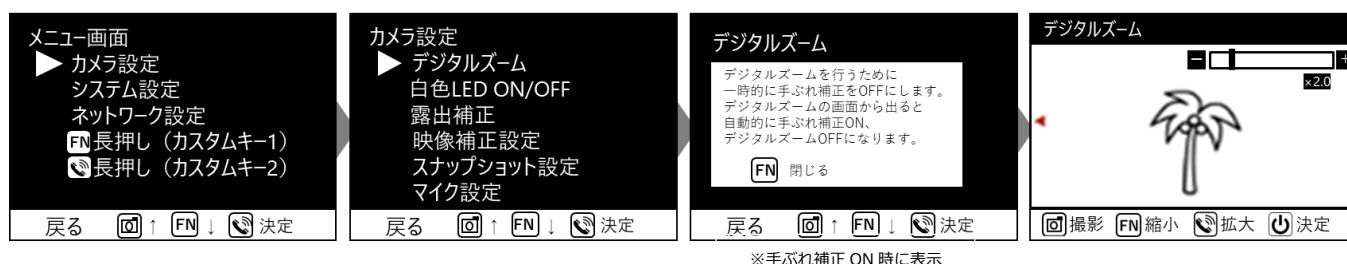 メニュー画面
カメラ設定
システム設定
ネットワーク設定
FN長押し（カスタムキー1）
長押し（カスタムキー2）
戻る ↑ FN ↓ 決定
カメラ設定
デジタルズーム
白色LED ON/OFF
露出補正
映像補正設定
スナップショット設定
マイク設定
戻る ↑ FN ↓ 決定
デジタルズーム
デジタルズームを行うために
一時的に手ぶれ補正をOFFにします。
デジタルズームの画面から出ると
自動的に手ぶれ補正ON、
デジタルズームOFFになります。
FN 閉じる
戻る ↑ FN ↓ 決定
※手ぶれ補正 ON 時に表示
デジタルズーム
×2.0
撮影 FN 縮小 拡大 決定